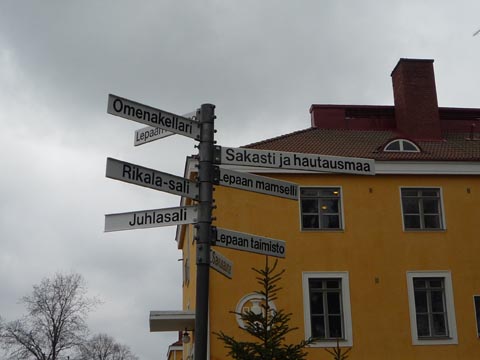 Omenakellari
Lepaan
Sakasti ja hautausmaa
Rikala-sali
Lepaan mamselli
Juhlasali
Lepaan taimisto